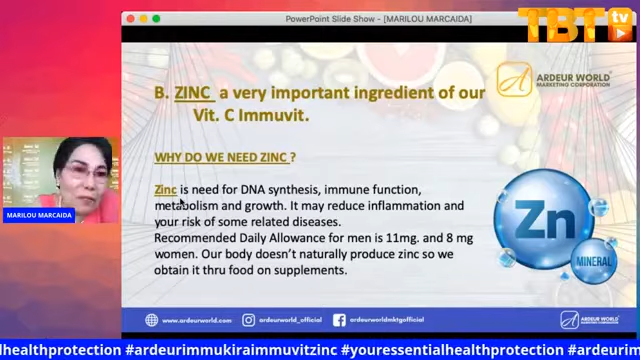 PowerPoint Slide Show - [MARILOU MARCAIDA]
TBT tv
ARDEUR WORLD
MARKETING CORPORATION
B. ZINC a very important ingredient of our
Vit. C Immuvit.
WHY DO WE NEED ZINC ?
Zinc is need for DNA synthesis, immune function,
metabolism and growth. It may reduce inflammation and
your risk of some related diseases.
Recommended Daily Allowance for men is 11mg. and 8 mg
women. Our body doesn't naturally produce zinc so we
obtain it thru food on supplements.
Zn
MINERAL
MARILOU MARCAIDA
www.ardeurworld.com
ardeurworld_official
ardeurworldmktgofficial
ARDEUR WORLD
lhealthprotection #ardeurimmukiraimmuvitzinc #youressentialhealthprotection #ardeurim